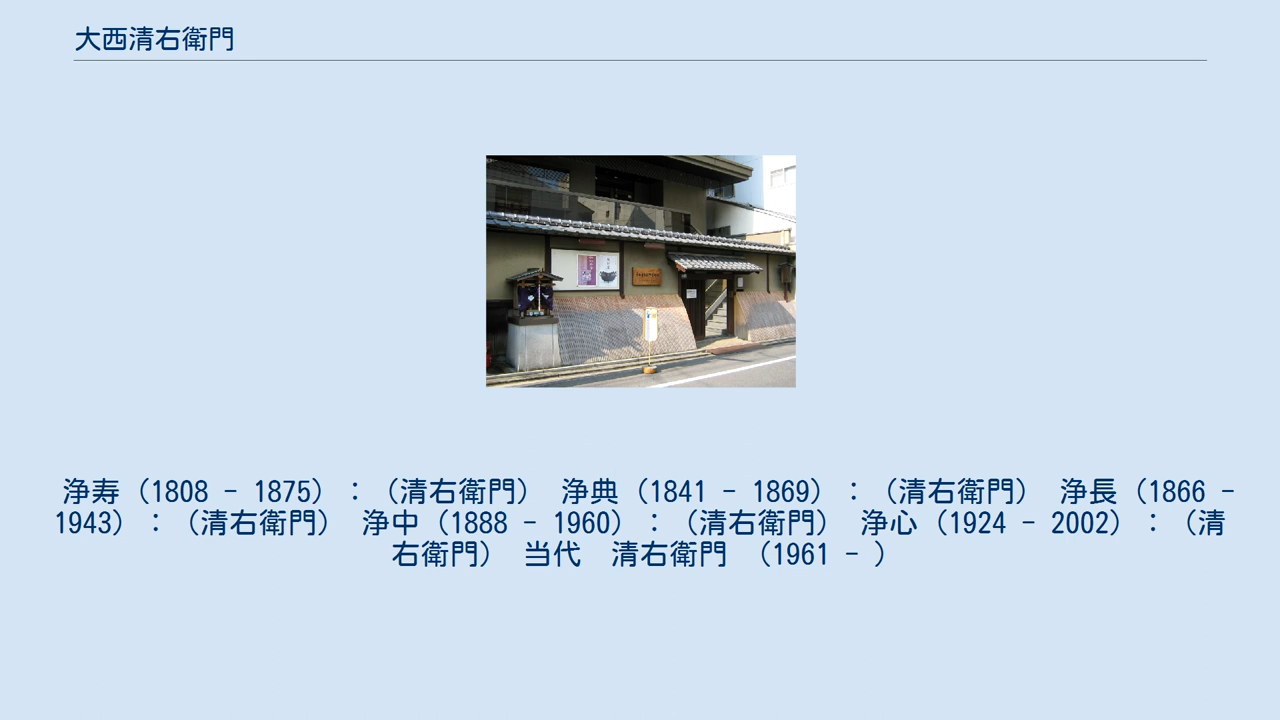 大西清右衛門
浄寿（1808 - 1875）：（清右衛門） 浄典（1841 - 1869）：（清右衛門） 浄長（1866 -
1943）：（清右衛門） 浄中（1888 - 1960）：（清右衛門） 浄心（1924 - 2002）：（清
右衛門） 当代　清右衛門 （1961 - ）